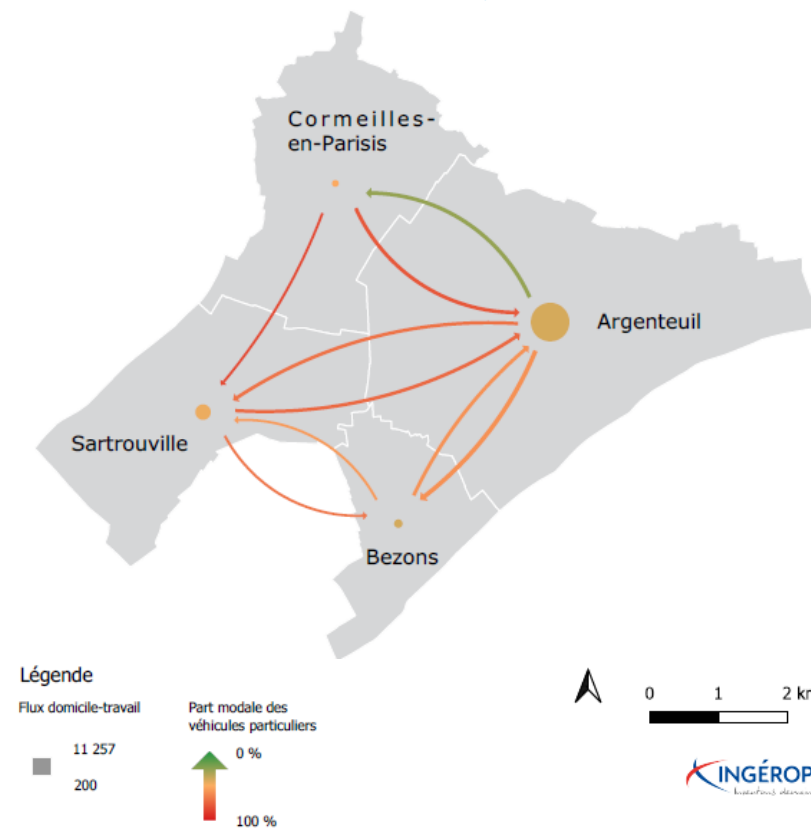 Cormeilles-
en-Parisis
Argenteuil
Sartrouville
Bezons
Légende
Flux domicile-travail
11 257
200
Part modale des
véhicules particuliers
0 %
100 %
0 1 2 km
INGÉROP